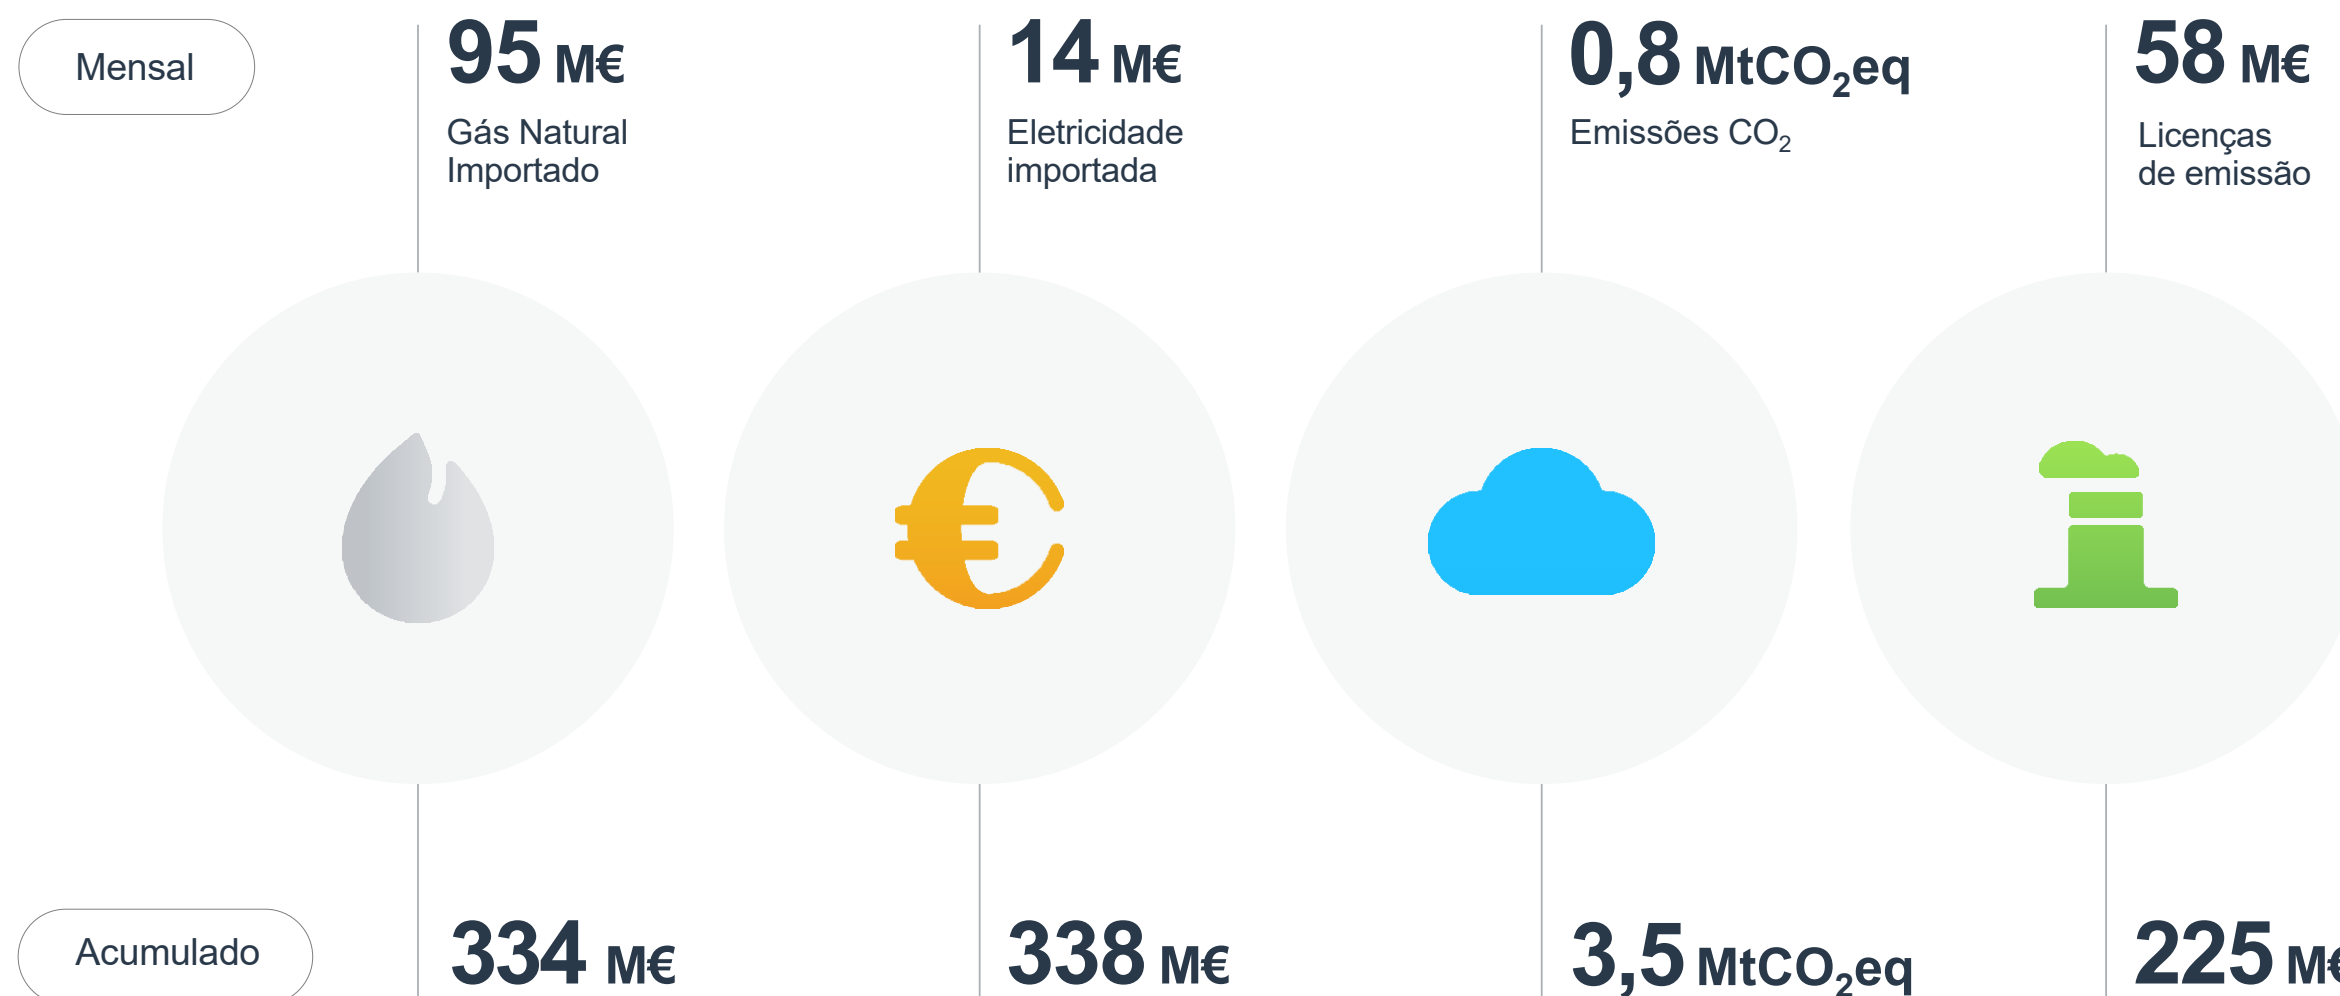 Mensal
95 M€
Gás Natural
Importado
14 M€
Eletricidade
importada
0,8 MtCO₂eq
Emissões CO₂
58 M€
Licenças
de emissão
Acumulado
334 M€
338 M€
3,5 MtCO₂eq
225 M€